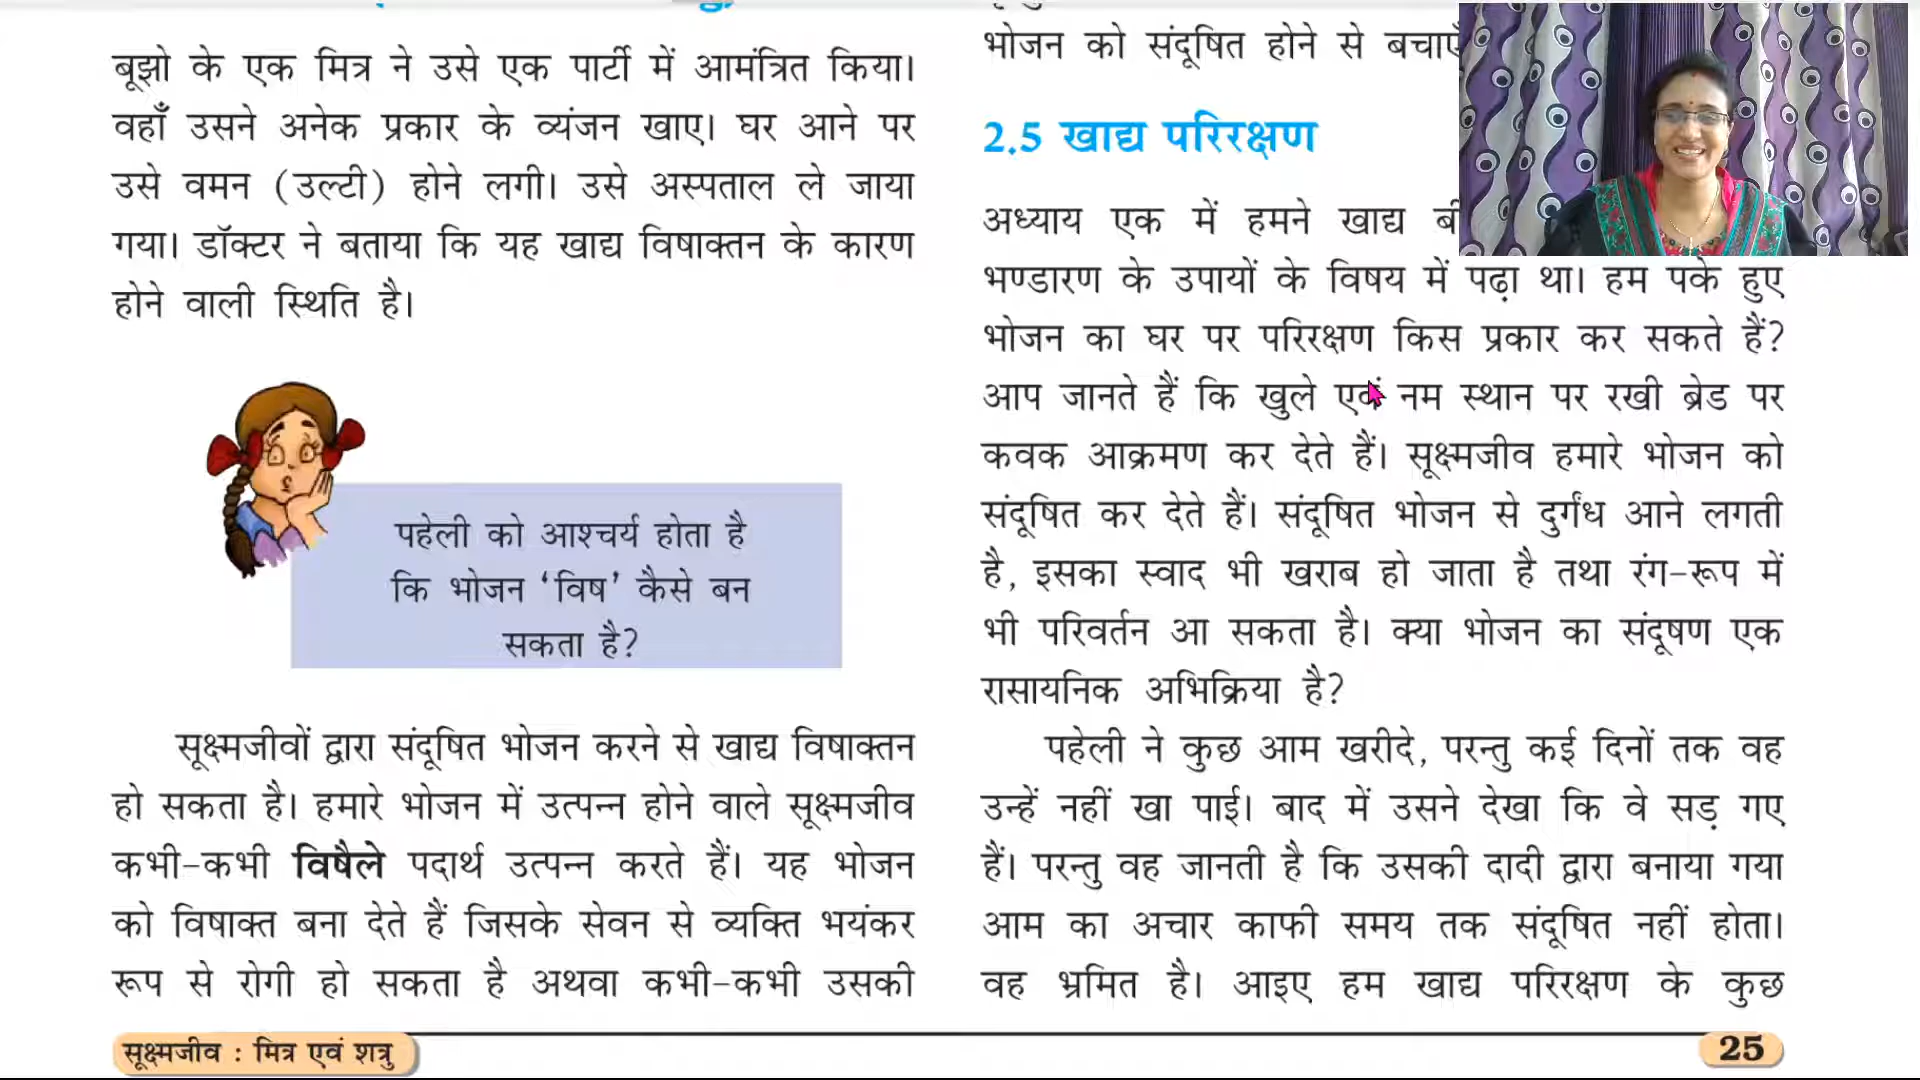 बूझो के एक मित्र ने उसे एक पार्टी में आमंत्रित किया।
वहाँ उसने अनेक प्रकार के व्यंजन खाए। घर आने पर
उसे वमन (उल्टी) होने लगी। उसे अस्पताल ले जाया
गया। डॉक्टर ने बताया कि यह खाद्य विषाक्तन के कारण
होने वाली स्थिति है।
पहेली को आश्चर्य होता है
कि भोजन ‘विष’ कैसे बन
सकता है?
सूक्ष्मजीवों द्वारा संदूषित भोजन करने से खाद्य विषाक्तन
हो सकता है। हमारे भोजन में उत्पन्न होने वाले सूक्ष्मजीव
कभी-कभी विषैले पदार्थ उत्पन्न करते हैं। यह भोजन
को विषाक्त बना देते हैं जिसके सेवन से व्यक्ति भयंकर
रूप से रोगी हो सकता है अथवा कभी-कभी उसकी
भोजन को संदूषित होने से
2.5 खाद्य परिरक्षण
अध्याय एक में हमने खाद्य
भण्डारण के उपायों के विषय में पढ़ा था। हम पके हुए
भोजन का घर पर परिरक्षण किस प्रकार कर सकते हैं?
आप जानते हैं कि खुले एवं नम स्थान पर रखी ब्रेड पर
कवक आक्रमण कर देते हैं। सूक्ष्मजीव हमारे भोजन को
संदूषित कर देते हैं। संदूषित भोजन से दुर्गंध आने लगती
है, इसका स्वाद भी खराब हो जाता है तथा रंग-रूप में
भी परिवर्तन आ सकता है। क्या भोजन का संदूषण एक
रासायनिक अभिक्रिया है?
पहेली ने कुछ आम खरीदे, परन्तु कई दिनों तक वह
उन्हें नहीं खा पाई। बाद में उसने देखा कि वे सड़ गए
हैं। परन्तु वह जानती है कि उसकी दादी द्वारा बनाया गया
आम का अचार काफी समय तक संदूषित नहीं होता।
वह भ्रमित है। आइए हम खाद्य परिरक्षण के कुछ
सूक्ष्मजीव : मित्र एवं शत्रु
25